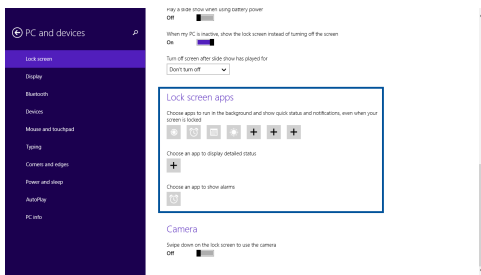 Play a slide show when using battery power
Off
PC and devices
When my PC is inactive, show the lock screen instead of turning off the screen
On
Lock screen
Turn off screen after slide show has played for
Don't turn off
Display
Bluetooth
Devices
Mouse and touchpad
Typing
Corners and edges
Power and sleep
AutoPlay
PC info
Lock screen apps
Choose apps to run in the background and show quick status and notifications, even when your
screen is locked
Choose an app to display detailed status
Choose an app to show alarms
Camera
Swipe down on the lock screen to use the camera
Off